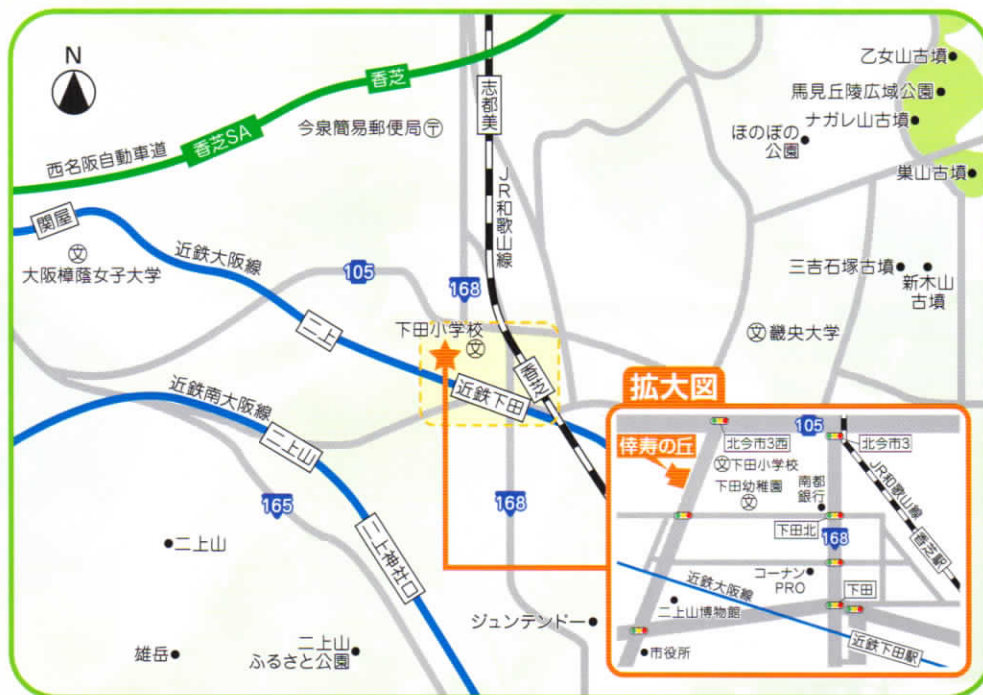 N
西名阪自動車道
香芝SA
香芝
今泉簡易郵便局
〒
志都美
JR和歌山線
乙女山古墳
馬見丘陵広域公園
ナガレ山古墳
ほのぼの
公園
巣山古墳
関屋
文
大阪樟蔭女子大学
近鉄大阪線
105
168
三吉石塚古墳
新木山
古墳
二上
下田小学校
文
文
畿央大学
近鉄南大阪線
近鉄下田
香芝
二上山
165
168
二上山
二上神社口
雄岳
二上山
ふるさと公園
ジュンテンドー
拡大図
105
北今市3西
北今市3
倖寿の丘
文
下田小学校
下田幼稚園
文
南都
銀行
JR和歌山線
香芝駅
下田北
168
近鉄大阪線
コーナン
PRO
下田
二上山博物館
市役所
近鉄下田駅